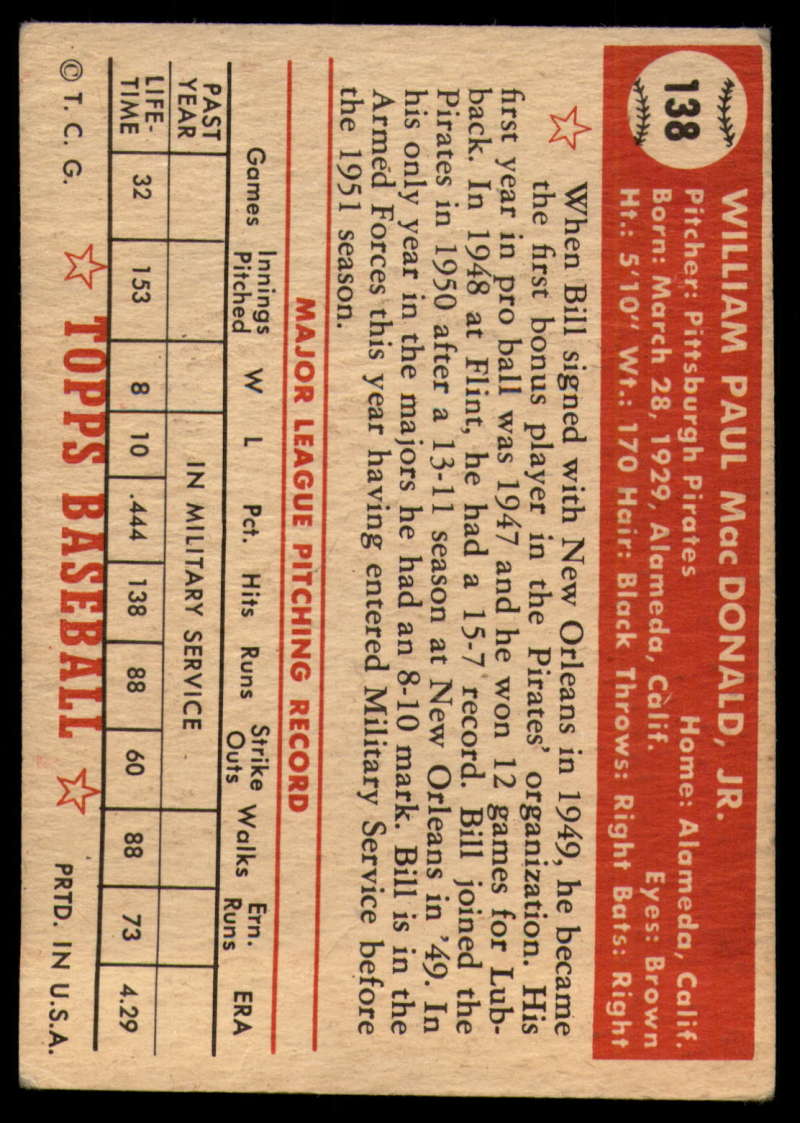 138
WILLIAM PAUL Mac DONALD, JR.
Pitcher: Pittsburgh Pirates Home: Alameda, Calif.
Born: March 28, 1929, Alameda, Calif. Eyes: Brown
Ht.: 5'10" Wt.: 170 Hair: Black Throws: Right Bats: Right
When Bill signed with New Orleans in 1949, he became
the first bonus player in the Pirates' organization. His
first year in pro ball was 1947 and he won 12 games for Lub-
back. In 1948 at Flint, he had a 15-7 record. Bill joined the
Pirates in 1950 after a 13-11 season at New Orleans in '49. In
his only year in the majors he had an 8-10 mark. Bill is in the
Armed Forces this year having entered Military Service before
the 1951 season.
MAJOR LEAGUE PITCHING RECORD
Games Innings Pitched W L Pct. Hits Runs Strike Outs Walks Ern. Runs ERA
PAST YEAR IN MILITARY SERVICE
LIFE-TIME 32 153 8 10 .444 138 88 60 88 73 4.29
© T. C. G. TOPPS BASEBALL PRTD. IN U.S.A.